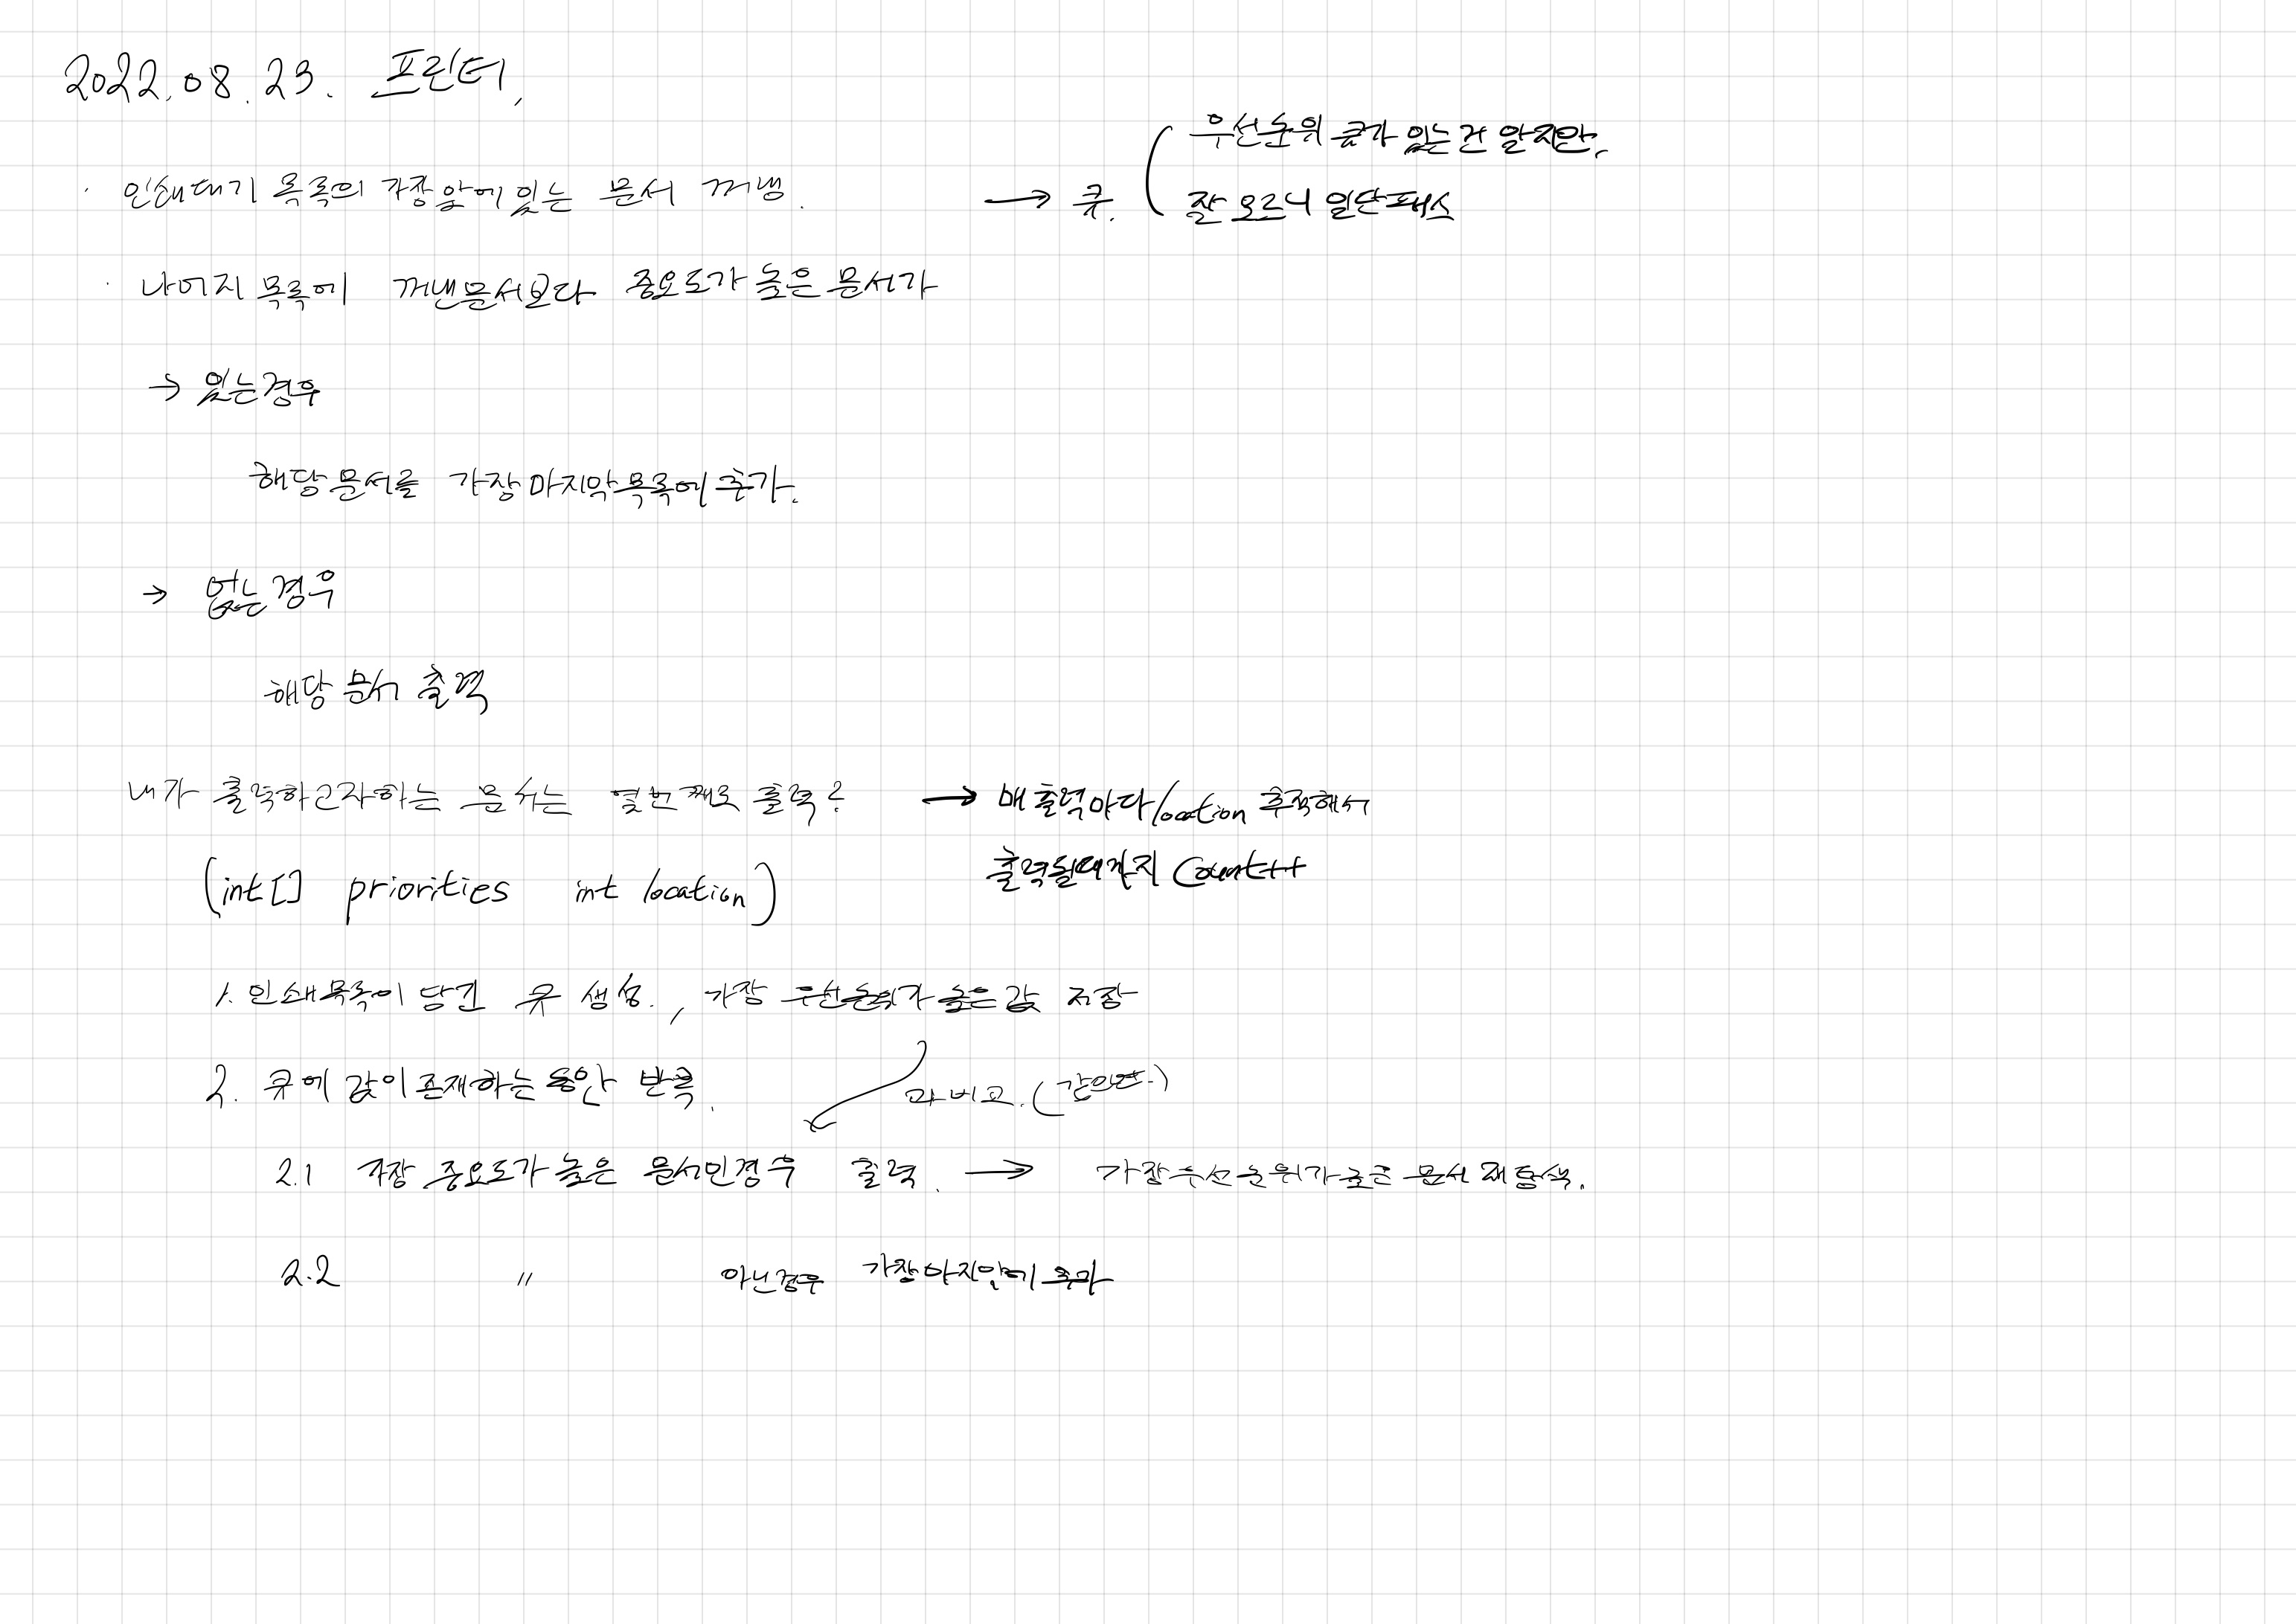 2022.08.23. 프린터,
· 인쇄대기 목록의 가장 앞에 있는 문서 꺼냄. → 큐. ( 우선순위 큐가 있는건 알지만,
잘 모르니 일단 패스
· 나머지 목록에 꺼낸문서보다 중요도가 높은 문서가
→ 있는경우
해당문서를 가장 마지막목록에 추가.
→ 없는경우
해당 문서 출력
내가 출력하고자하는 문서는 몇번째로 출력? → 매 출력마다 location 추적해서
출력될때까지 Count++
(int[] priorities int location)
1. 인쇄목록이 담긴 큐 생성., 가장 우선순위가 높은값 저장
2. 큐에 값이 존재하는 동안 반복.
과 비교. (같으면)
2.1 가장 중요도가 높은 문서인경우 출력. → 가장우선순위가높은 문서 재탐색.
2.2 〃 아닌경우 가장 마지막에 추가